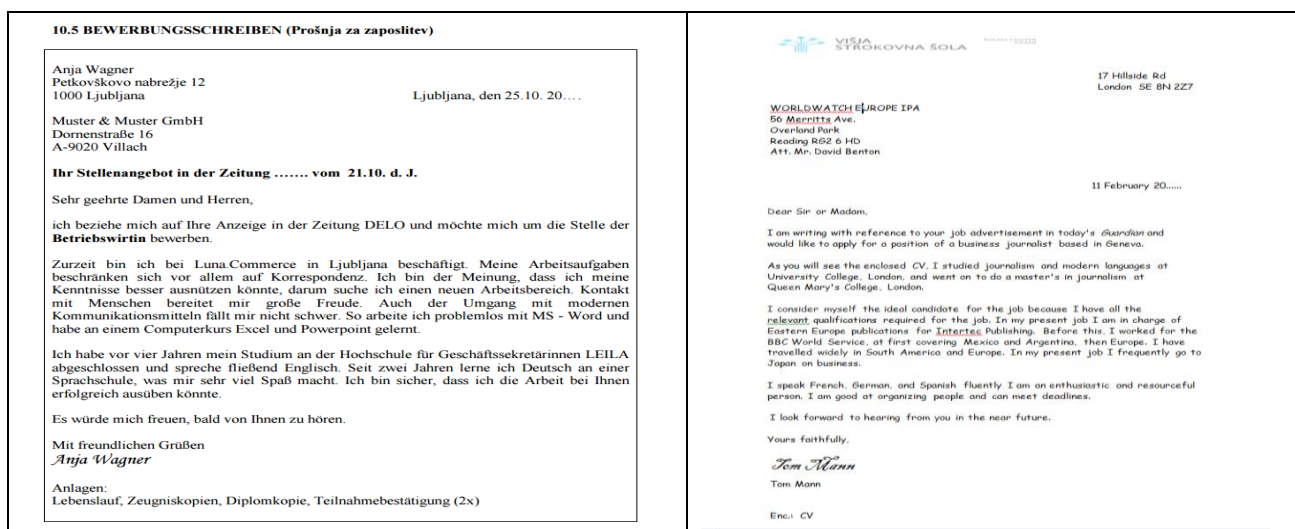 10.5 BEWERBUNGSSCHREIBEN (Prošnja za zaposlitev)
Anja Wagner
Petkovškovo nabrežje 12
1000 Ljubljana
Ljubljana, den 25.10. 20….
Muster & Muster GmbH
Dornenstraße 16
A-9020 Villach
Ihr Stellenangebot in der Zeitung ……. vom 21.10. d. J.
Sehr geehrte Damen und Herren,
ich beziehe mich auf Ihre Anzeige in der Zeitung DELO und möchte mich um die Stelle der
Betriebswirtin bewerben.
Zurzeit bin ich bei Luna.Commerce in Ljubljana beschäftigt. Meine Arbeitsaufgaben
beschränken sich vor allem auf Korrespondenz. Ich bin der Meinung, dass ich meine
Kenntnisse besser ausnützen könnte, darum suche ich einen neuen Arbeitsbereich. Kontakt
mit Menschen bereitet mir große Freude. Auch der Umgang mit modernen
Kommunikationsmitteln fällt mir nicht schwer. So arbeite ich problemlos mit MS - Word und
habe an einem Computerkurs Excel und Powerpoint gelernt.
Ich habe vor vier Jahren mein Studium an der Hochschule für Geschäftssekretärinnen LEILA
abgeschlossen und spreche fließend Englisch. Seit zwei Jahren lerne ich Deutsch an einer
Sprachschule, was mir sehr viel Spaß macht. Ich bin sicher, dass ich die Arbeit bei Ihnen
erfolgreich ausüben könnte.
Es würde mich freuen, bald von Ihnen zu hören.
Mit freundlichen Grüßen
Anja Wagner
Anlagen:
Lebenslauf, Zeugniskopien, Diplomkopie, Teilnahmebestätigung (2x)
VIŠJA
STROKOVNA ŠOLA
17 Hillside Rd
London SE 8N 2Z7
WORLDWATCH EUROPE IPA
56 Merritts Ave.
Overland Park
Reading RG2 6 HD
Att. Mr. David Benton
11 February 20......
Dear Sir or Madam,
I am writing with reference to your job advertisement in today's Guardian and
would like to apply for a position of a business journalist based in Geneva.
As you will see the enclosed CV, I studied journalism and modern languages at
University College, London, and went on to do a master's in journalism at
Queen Mary's College, London.
I consider myself the ideal candidate for the job because I have all the
relevant qualifications required for the job. In my present job I am in charge of
Eastern Europe publications for Intertec Publishing. Before this, I worked for the
BBC World Service, at first covering Mexico and Argentina, then Europe. I have
travelled widely in South America and Europe. In my present job I frequently go to
Japan on business.
I speak French, German, and Spanish fluently I am an enthusiastic and resourceful
person. I am good at organizing people and can meet deadlines.
I look forward to hearing from you in the near future.
Yours faithfully,
Tom Mann
Tom Mann
Enc.: CV